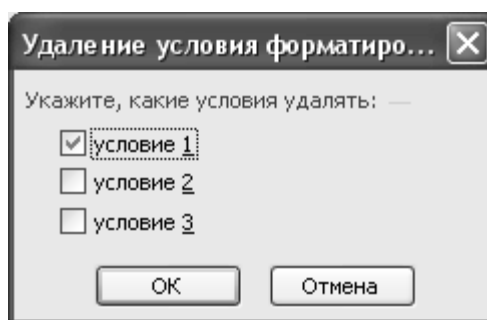 Удаление условия форматиро...
Укажите, какие условия удалять:
условие 1
условие 2
условие 3
ОК
Отмена